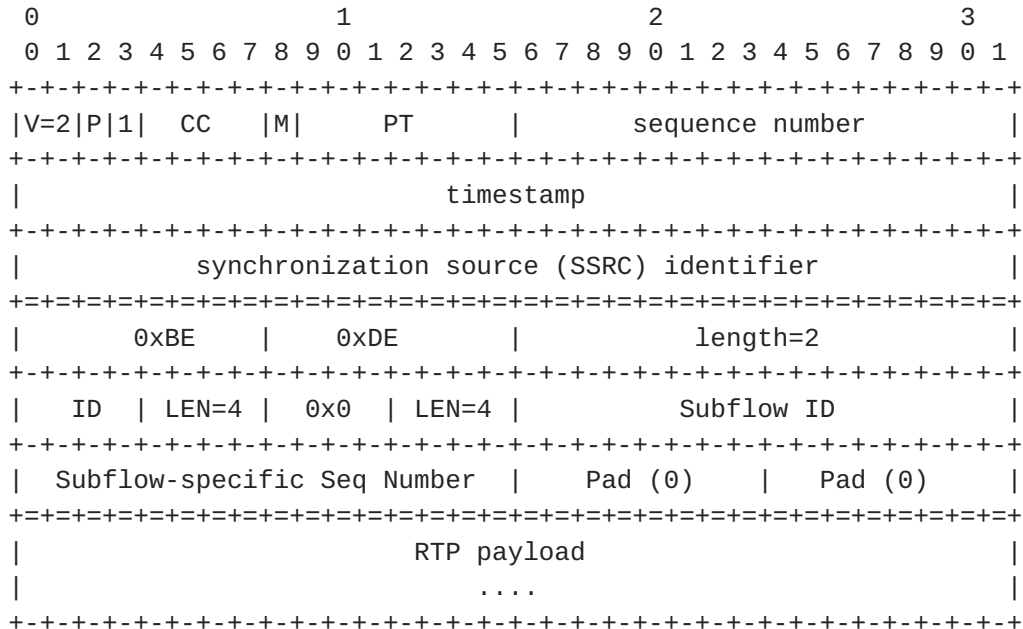 0                   1                   2                   3
 0 1 2 3 4 5 6 7 8 9 0 1 2 3 4 5 6 7 8 9 0 1 2 3 4 5 6 7 8 9 0 1
+-+-+-+-+-+-+-+-+-+-+-+-+-+-+-+-+-+-+-+-+-+-+-+-+-+-+-+-+-+-+-+-+
|V=2|P|1|  CC   |M|     PT      |       sequence number         |
+-+-+-+-+-+-+-+-+-+-+-+-+-+-+-+-+-+-+-+-+-+-+-+-+-+-+-+-+-+-+-+-+
|                           timestamp                           |
+-+-+-+-+-+-+-+-+-+-+-+-+-+-+-+-+-+-+-+-+-+-+-+-+-+-+-+-+-+-+-+-+
|           synchronization source (SSRC) identifier            |
+=+=+=+=+=+=+=+=+=+=+=+=+=+=+=+=+=+=+=+=+=+=+=+=+=+=+=+=+=+=+=+=+
|       0xBE    |    0xDE       |           length=2            |
+-+-+-+-+-+-+-+-+-+-+-+-+-+-+-+-+-+-+-+-+-+-+-+-+-+-+-+-+-+-+-+-+
|   ID  | LEN=4 |  0x0  | LEN=4 |          Subflow ID           |
+-+-+-+-+-+-+-+-+-+-+-+-+-+-+-+-+-+-+-+-+-+-+-+-+-+-+-+-+-+-+-+-+
|  Subflow-specific Seq Number  |    Pad (0)    |   Pad (0)     |
+=+=+=+=+=+=+=+=+=+=+=+=+=+=+=+=+=+=+=+=+=+=+=+=+=+=+=+=+=+=+=+=+
|                         RTP payload                           |
|                             ....                              |
+-+-+-+-+-+-+-+-+-+-+-+-+-+-+-+-+-+-+-+-+-+-+-+-+-+-+-+-+-+-+-+-+